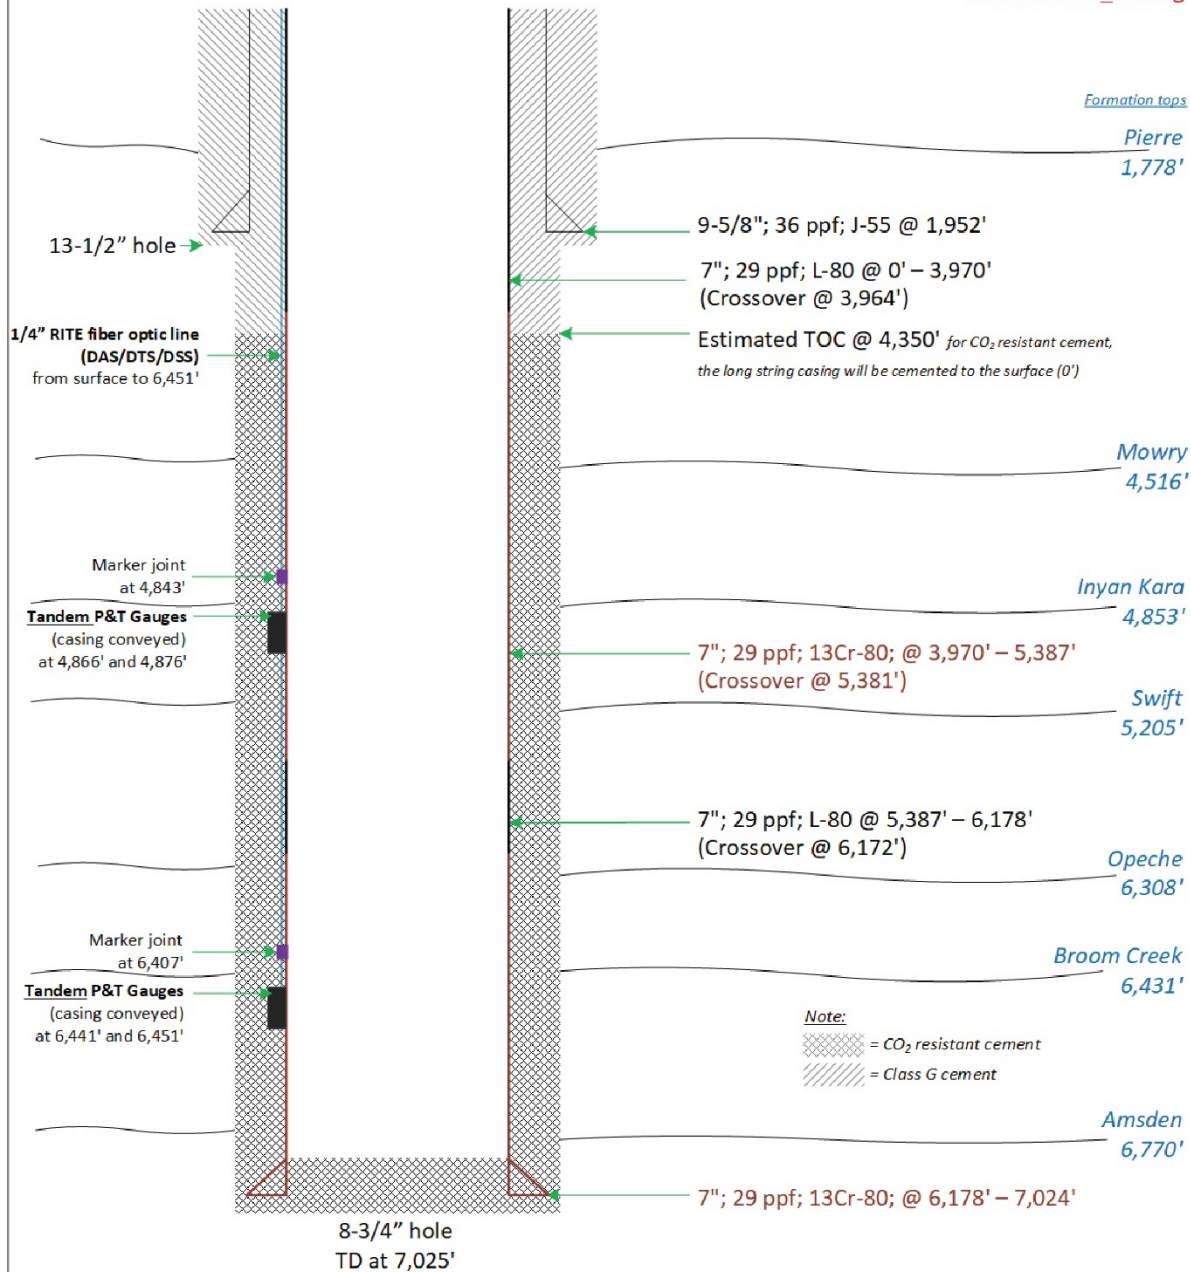 Formation tops
Pierre
1,778'
9-5/8"; 36 ppf; J-55 @ 1,952'
13-1/2” hole
7"; 29 ppf; L-80 @ 0' – 3,970'
(Crossover @ 3,964')
1/4” RITE fiber optic line
(DAS/DTS/DSS)
from surface to 6,451'
Estimated TOC @ 4,350' for CO₂ resistant cement,
the long string casing will be cemented to the surface (0')
Mowry
4,516'
Marker joint
at 4,843'
Inyan Kara
4,853'
Tandem P&T Gauges
(casing conveyed)
at 4,866' and 4,876'
7"; 29 ppf; 13Cr-80; @ 3,970' – 5,387'
(Crossover @ 5,381')
Swift
5,205'
7"; 29 ppf; L-80 @ 5,387' – 6,178'
(Crossover @ 6,172')
Opeche
6,308'
Marker joint
at 6,407'
Broom Creek
6,431'
Tandem P&T Gauges
(casing conveyed)
at 6,441' and 6,451'
Note:
= CO₂ resistant cement
= Class G cement
Amsden
6,770'
7"; 29 ppf; 13Cr-80; @ 6,178' – 7,024'
8-3/4” hole
TD at 7,025'